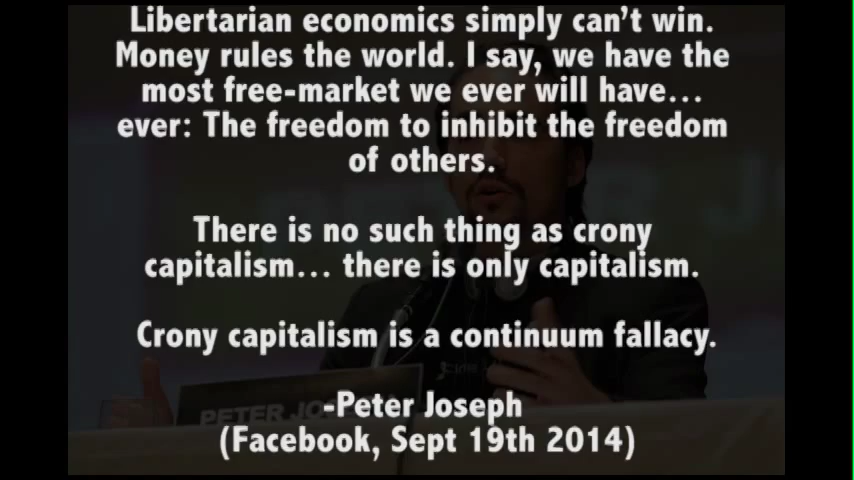 Libertarian economics simply can't win.
Money rules the world. I say, we have the
most free-market we ever will have...
ever: The freedom to inhibit the freedom
of others.
There is no such thing as crony
capitalism... there is only capitalism.
Crony capitalism is a continuum fallacy.
-Peter Joseph
(Facebook, Sept 19th 2014)
PETER JOSEPH